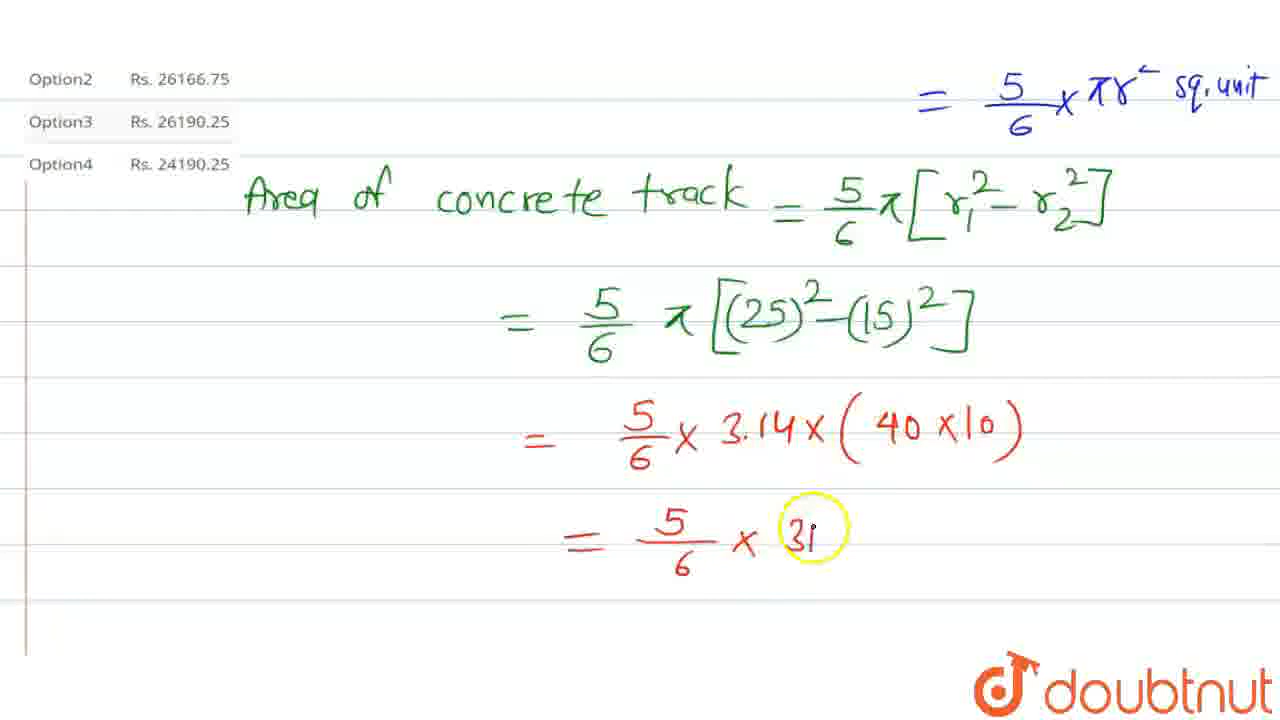 Option2 Rs. 26166.75
= 5/6 × πr² sq. unit
Option3 Rs. 26190.25
Option4 Rs. 24190.25
Area of concrete track = 5/6 π [r₁² - r₂²]
= 5/6 π [(25)² - (15)²]
= 5/6 × 3.14 × (40 × 10)
= 5/6 × 31
doubtnut